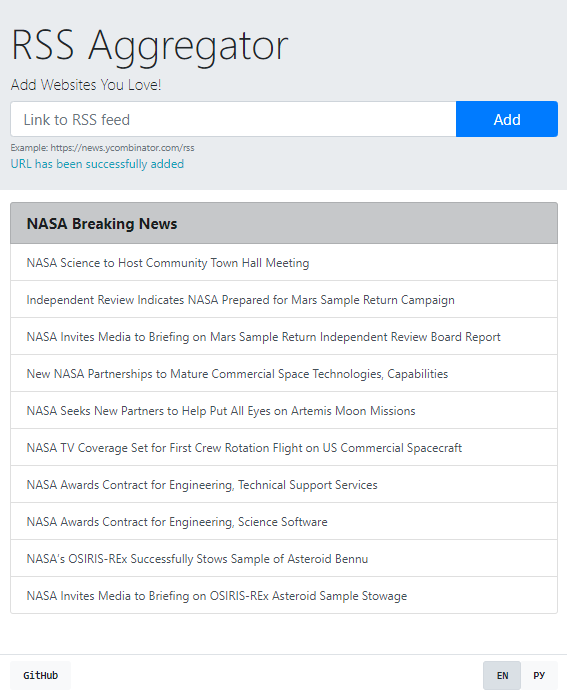 RSS Aggregator
Add Websites You Love!
Link to RSS feed
Add
Example: https://news.ycombinator.com/rss
URL has been successfully added
NASA Breaking News
NASA Science to Host Community Town Hall Meeting
Independent Review Indicates NASA Prepared for Mars Sample Return Campaign
NASA Invites Media to Briefing on Mars Sample Return Independent Review Board Report
New NASA Partnerships to Mature Commercial Space Technologies, Capabilities
NASA Seeks New Partners to Help Put All Eyes on Artemis Moon Missions
NASA TV Coverage Set for First Crew Rotation Flight on US Commercial Spacecraft
NASA Awards Contract for Engineering, Technical Support Services
NASA Awards Contract for Engineering, Science Software
NASA's OSIRIS-REx Successfully Stows Sample of Asteroid Bennu
NASA Invites Media to Briefing on OSIRIS-REx Asteroid Sample Stowage
GitHub
EN
РУ